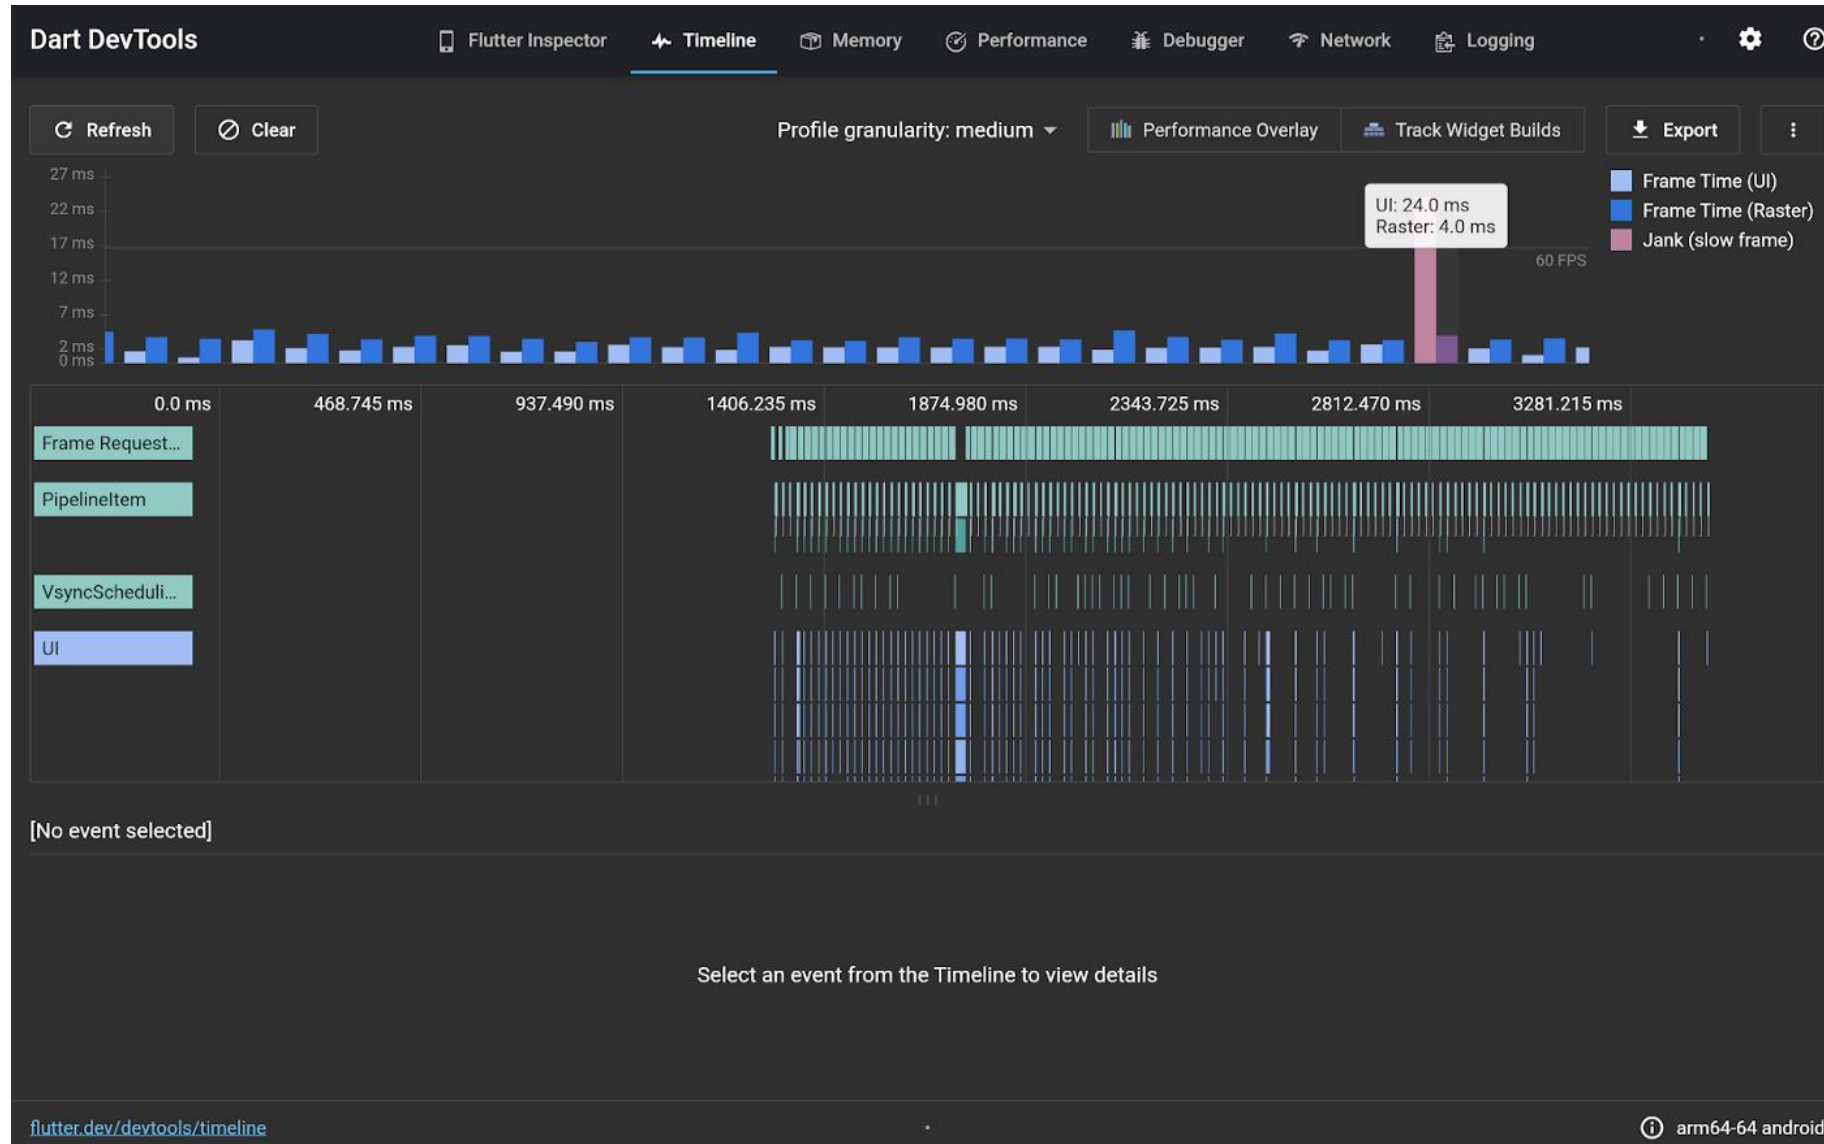 Dart DevTools
Flutter Inspector
Timeline
Memory
Performance
Debugger
Network
Logging
Refresh
Clear
Profile granularity: medium
Performance Overlay
Track Widget Builds
Export
27 ms
22 ms
17 ms
12 ms
7 ms
2 ms
0 ms
UI: 24.0 ms
Raster: 4.0 ms
60 FPS
Frame Time (UI)
Frame Time (Raster)
Jank (slow frame)
0.0 ms
468.745 ms
937.490 ms
1406.235 ms
1874.980 ms
2343.725 ms
2812.470 ms
3281.215 ms
Frame Request...
PipelineItem
VsyncScheduli...
UI
[No event selected]
Select an event from the Timeline to view details
flutter.dev/devtools/timeline
arm64-64 android